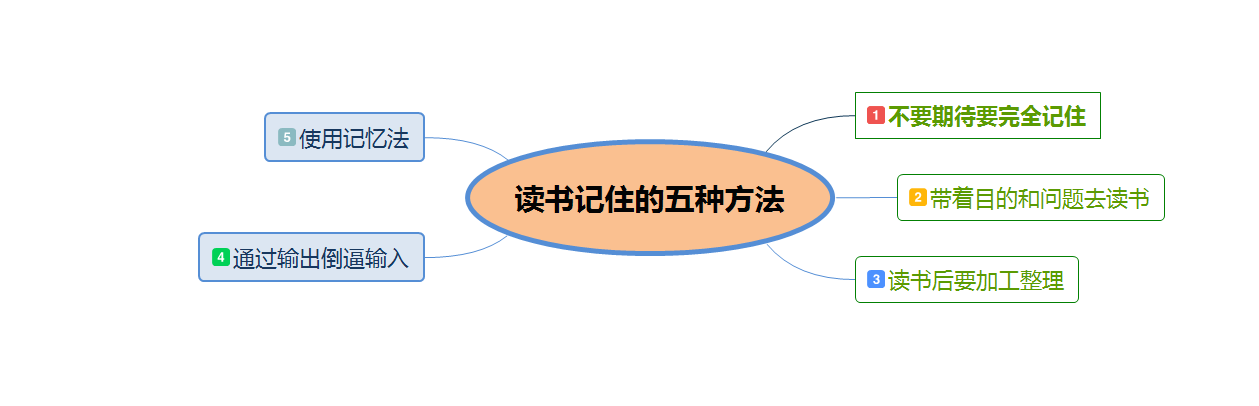 读书记住的五种方法
1 不要期待要完全记住
2 带着目的和问题去读书
3 读书后要加工整理
4 通过输出倒逼输入
5 使用记忆法